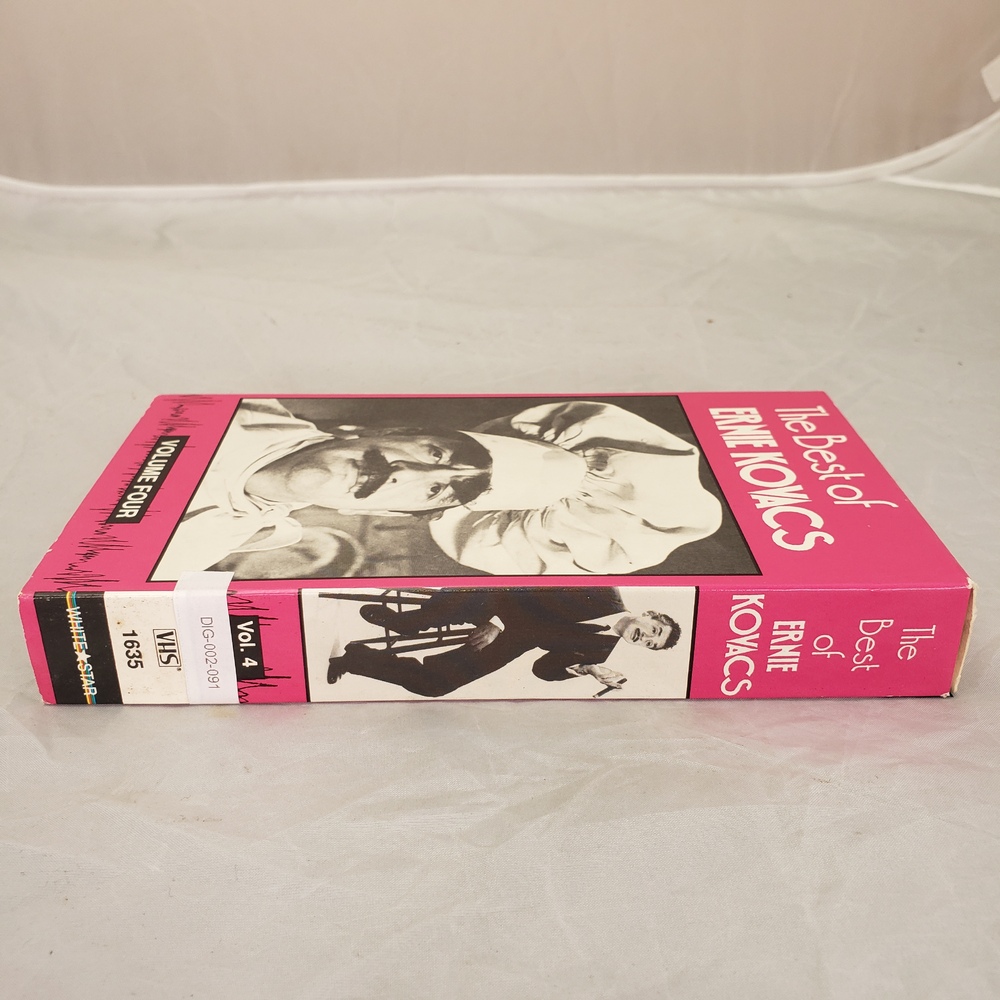 The Best of
ERNIE KOVACS
VOLUME FOUR
The
Best
of
ERNIE
KOVACS
Vol. 4
DIG-002-091
VHS
1635
WHITE★STAR